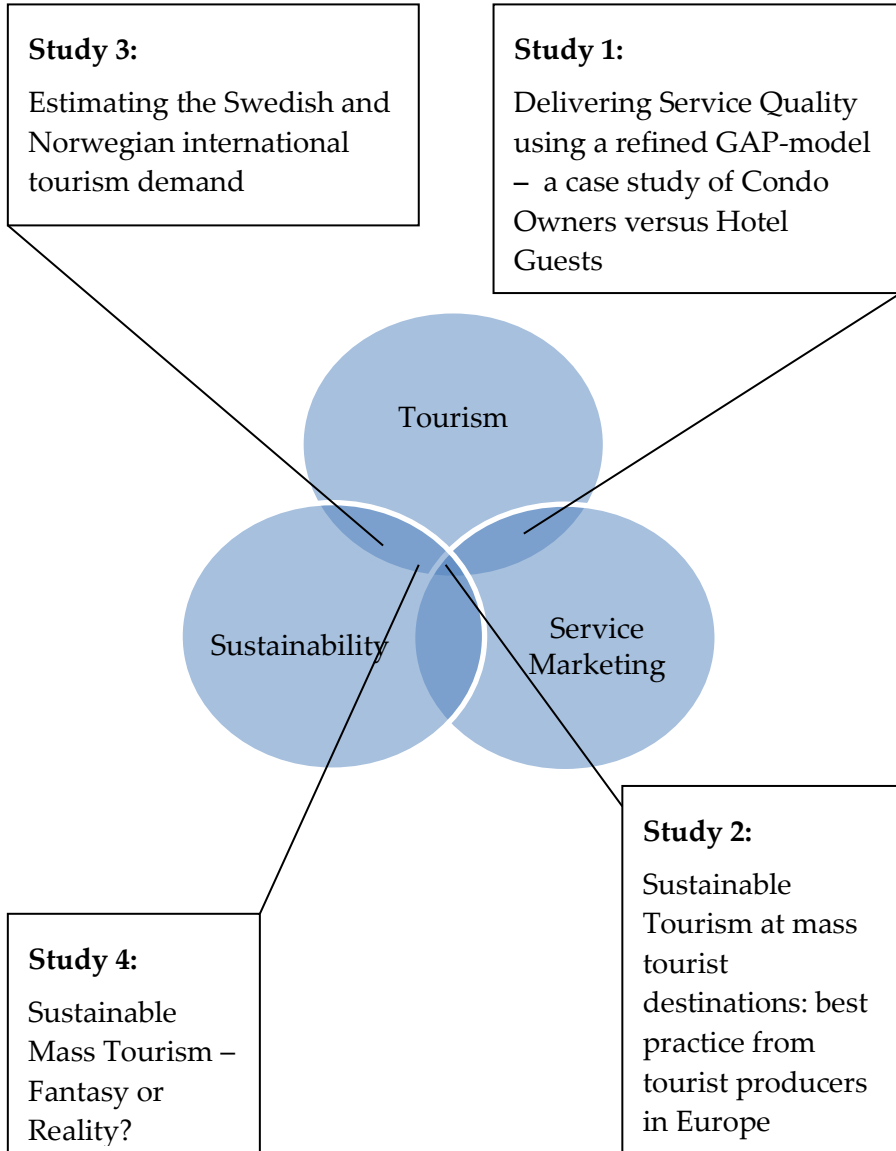 Study 3:
Estimating the Swedish and
Norwegian international
tourism demand
Study 1:
Delivering Service Quality
using a refined GAP-model
– a case study of Condo
Owners versus Hotel
Guests
Tourism
Sustainability
Service
Marketing
Study 2:
Sustainable
Tourism at mass
tourist
destinations: best
practice from
tourist producers
in Europe
Study 4:
Sustainable
Mass Tourism –
Fantasy or
Reality?